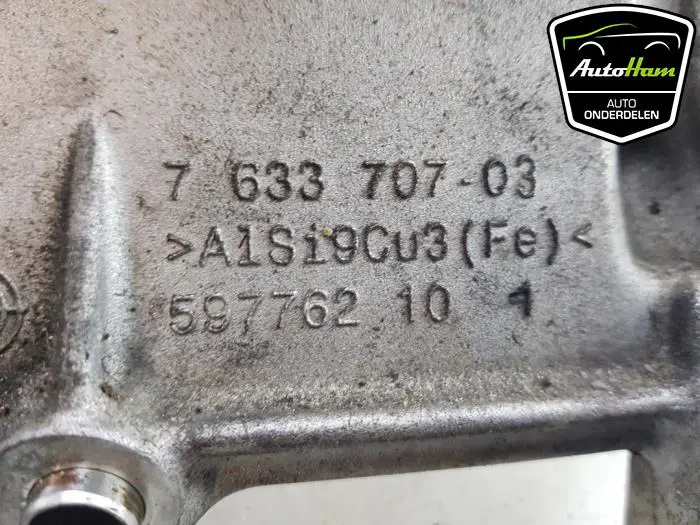 AutoHam
AUTO
ONDERDELEN
7 633 707-03
>AlSi9Cu3(Fe)<
597762 10 1